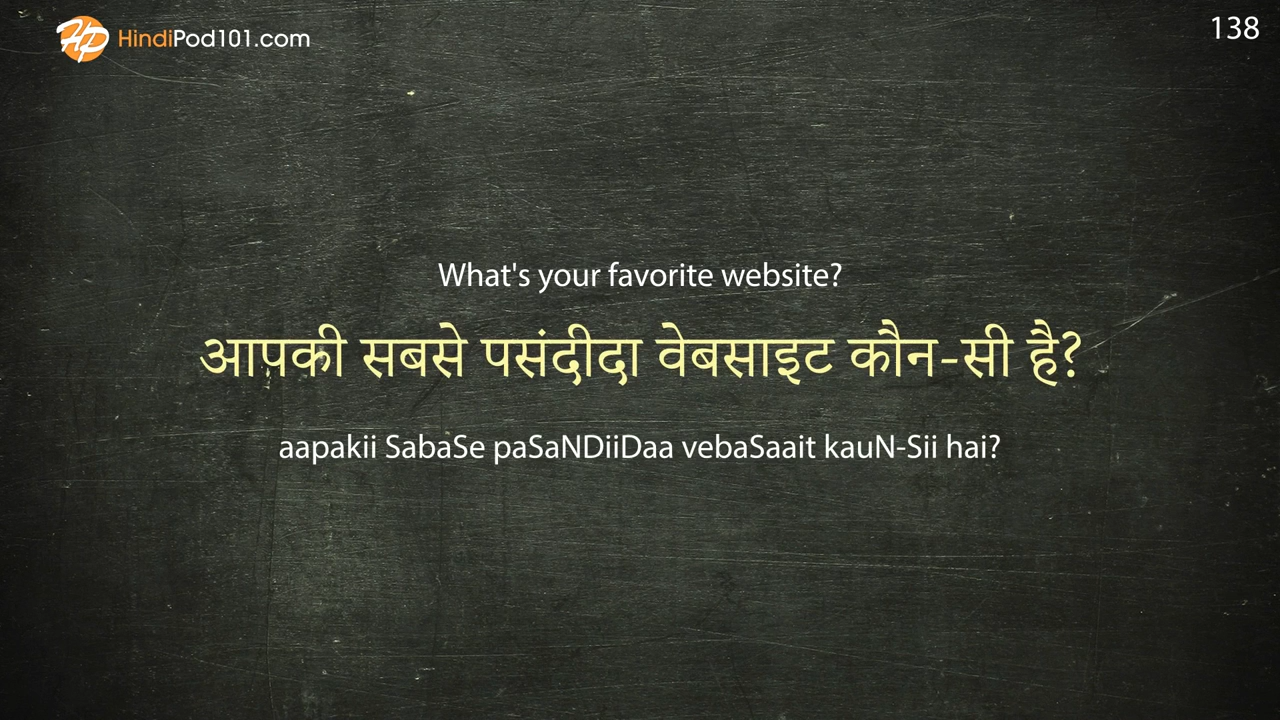 HP HindiPod101.com
138
What's your favorite website?
आपकी सबसे पसंदीदा वेबसाइट कौन-सी है?
aapakii SabaSe paSaNDiiDaa vebaSaait kauN-Sii hai?